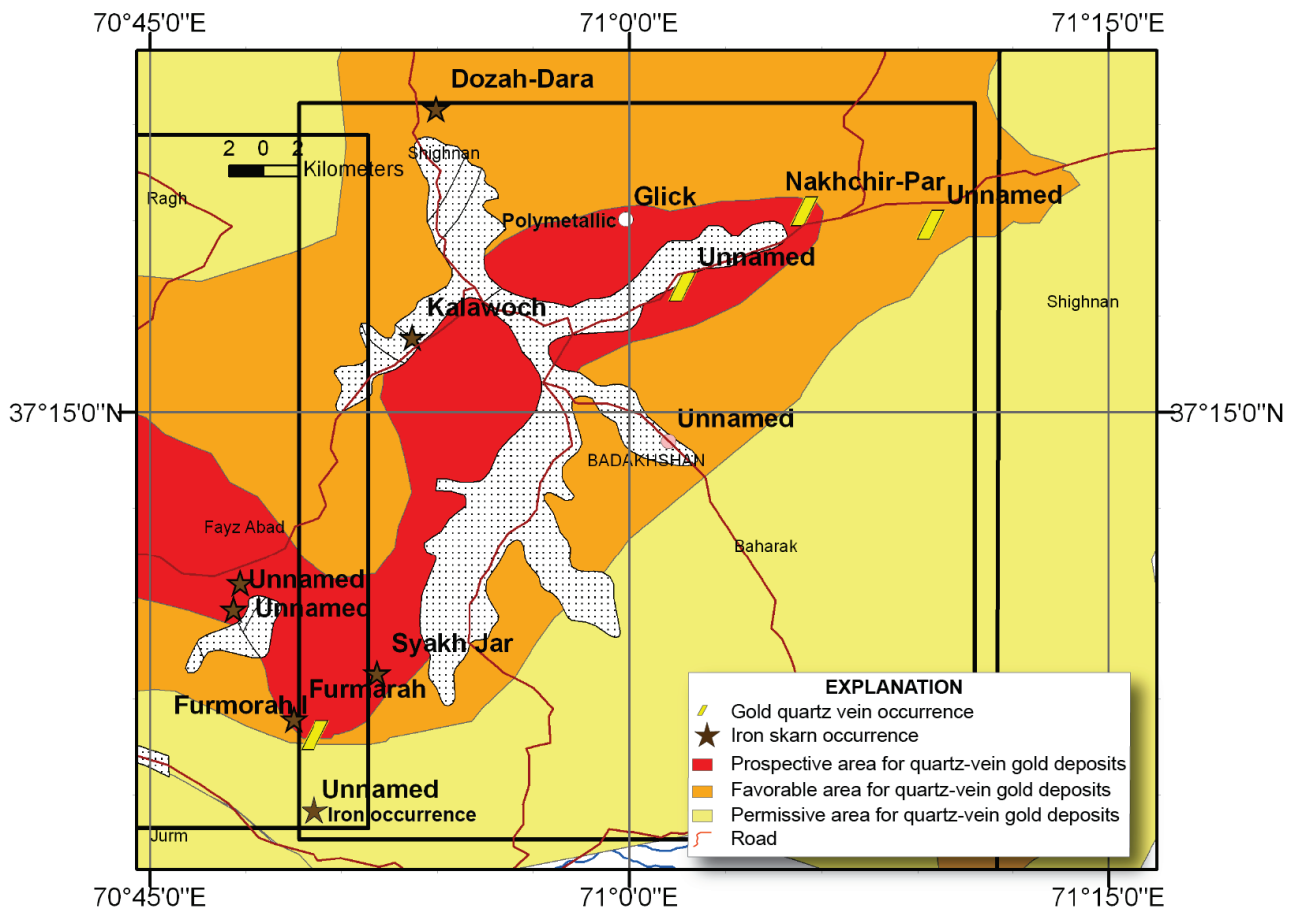 70°45'0"E 71°0'0"E 71°15'0"E
Dozah-Dara
2 0 2
Kilometers
Shighnan
Ragh
Glick
Polymetallic
Nakhchir-Par
Unnamed
Unnamed
Shighnan
Kalawoch
37°15'0"N 37°15'0"N
Unnamed
BADAKHSHAN
Fayz Abad
Baharak
Unnamed
Unnamed
Syakh Jar
Furmarah
Furmorah I
Unnamed
Iron occurrence
Jurm
EXPLANATION
Gold quartz vein occurrence
Iron skarn occurrence
Prospective area for quartz-vein gold deposits
Favorable area for quartz-vein gold deposits
Permissive area for quartz-vein gold deposits
Road
70°45'0"E 71°0'0"E 71°15'0"E